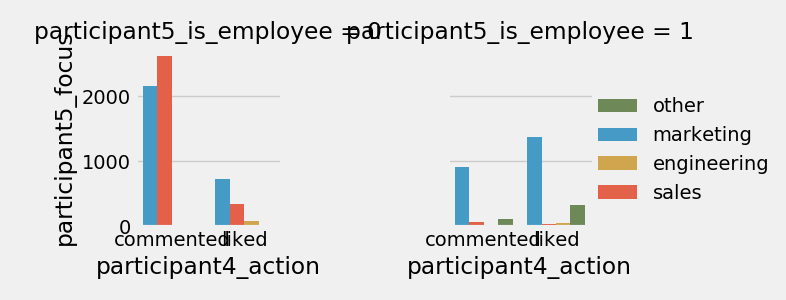 participant5_is_employee = 0
participant5_is_employee = 1
participant5_focus
2000
1000
0
commented
liked
participant4_action
commented
liked
participant4_action
other
marketing
engineering
sales